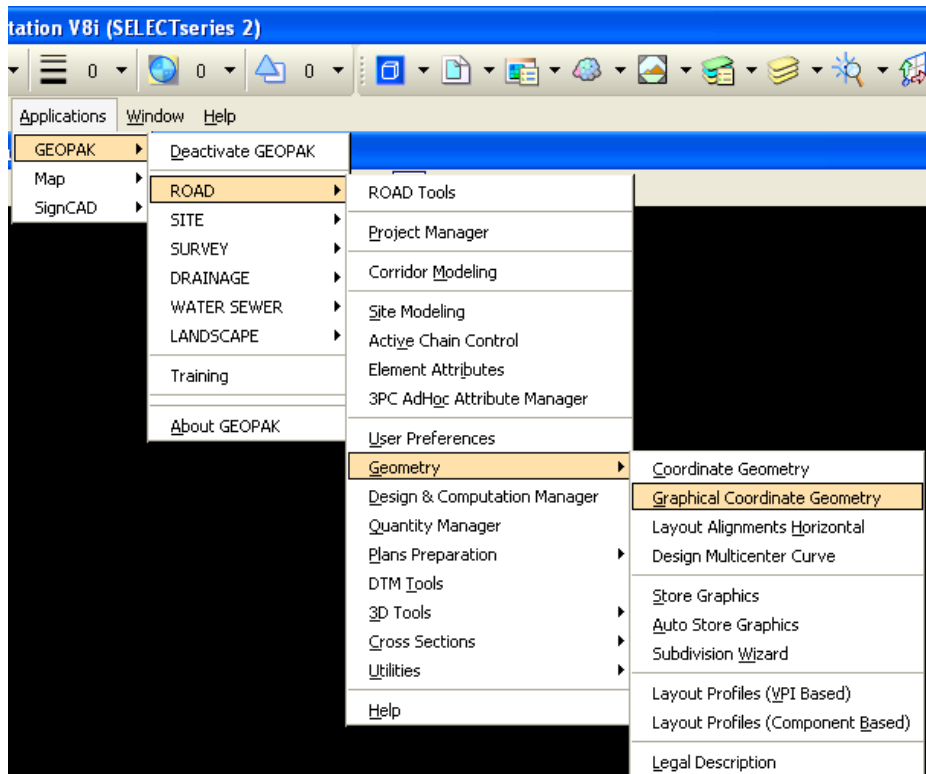 tation V8i (SELECTseries 2)
0 0 0
Applications Window Help
GEOPAK
Map
SignCAD
Deactivate GEOPAK
ROAD
SITE
SURVEY
DRAINAGE
WATER SEWER
LANDSCAPE
Training
About GEOPAK
ROAD Tools
Project Manager
Corridor Modeling
Site Modeling
Active Chain Control
Element Attributes
3PC AdHoc Attribute Manager
User Preferences
Geometry
Design & Computation Manager
Quantity Manager
Plans Preparation
DTM Tools
3D Tools
Cross Sections
Utilities
Help
Coordinate Geometry
Graphical Coordinate Geometry
Layout Alignments Horizontal
Design Multicenter Curve
Store Graphics
Auto Store Graphics
Subdivision Wizard
Layout Profiles (VPI Based)
Layout Profiles (Component Based)
Legal Description